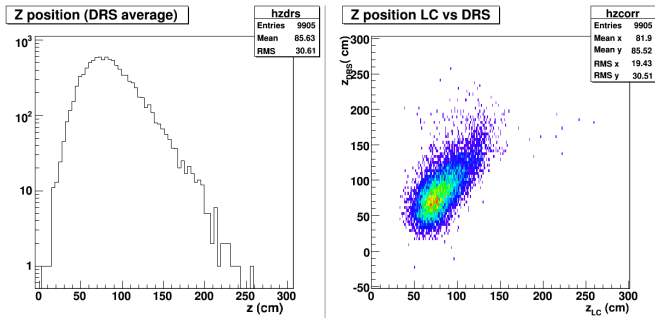 Z position (DRS average)
hzdrs
Entries 9905
Mean 85.63
RMS 30.61
10³
10²
10
1
0 50 100 150 200 250 300
z (cm)
Z position LC vs DRS
hzcorr
Entries 9905
Mean x 81.9
Mean y 85.52
RMS x 19.43
RMS y 30.51
z_DRS (cm)
300
250
200
150
100
50
0
-50
0 50 100 150 200 250 300
z_LC (cm)